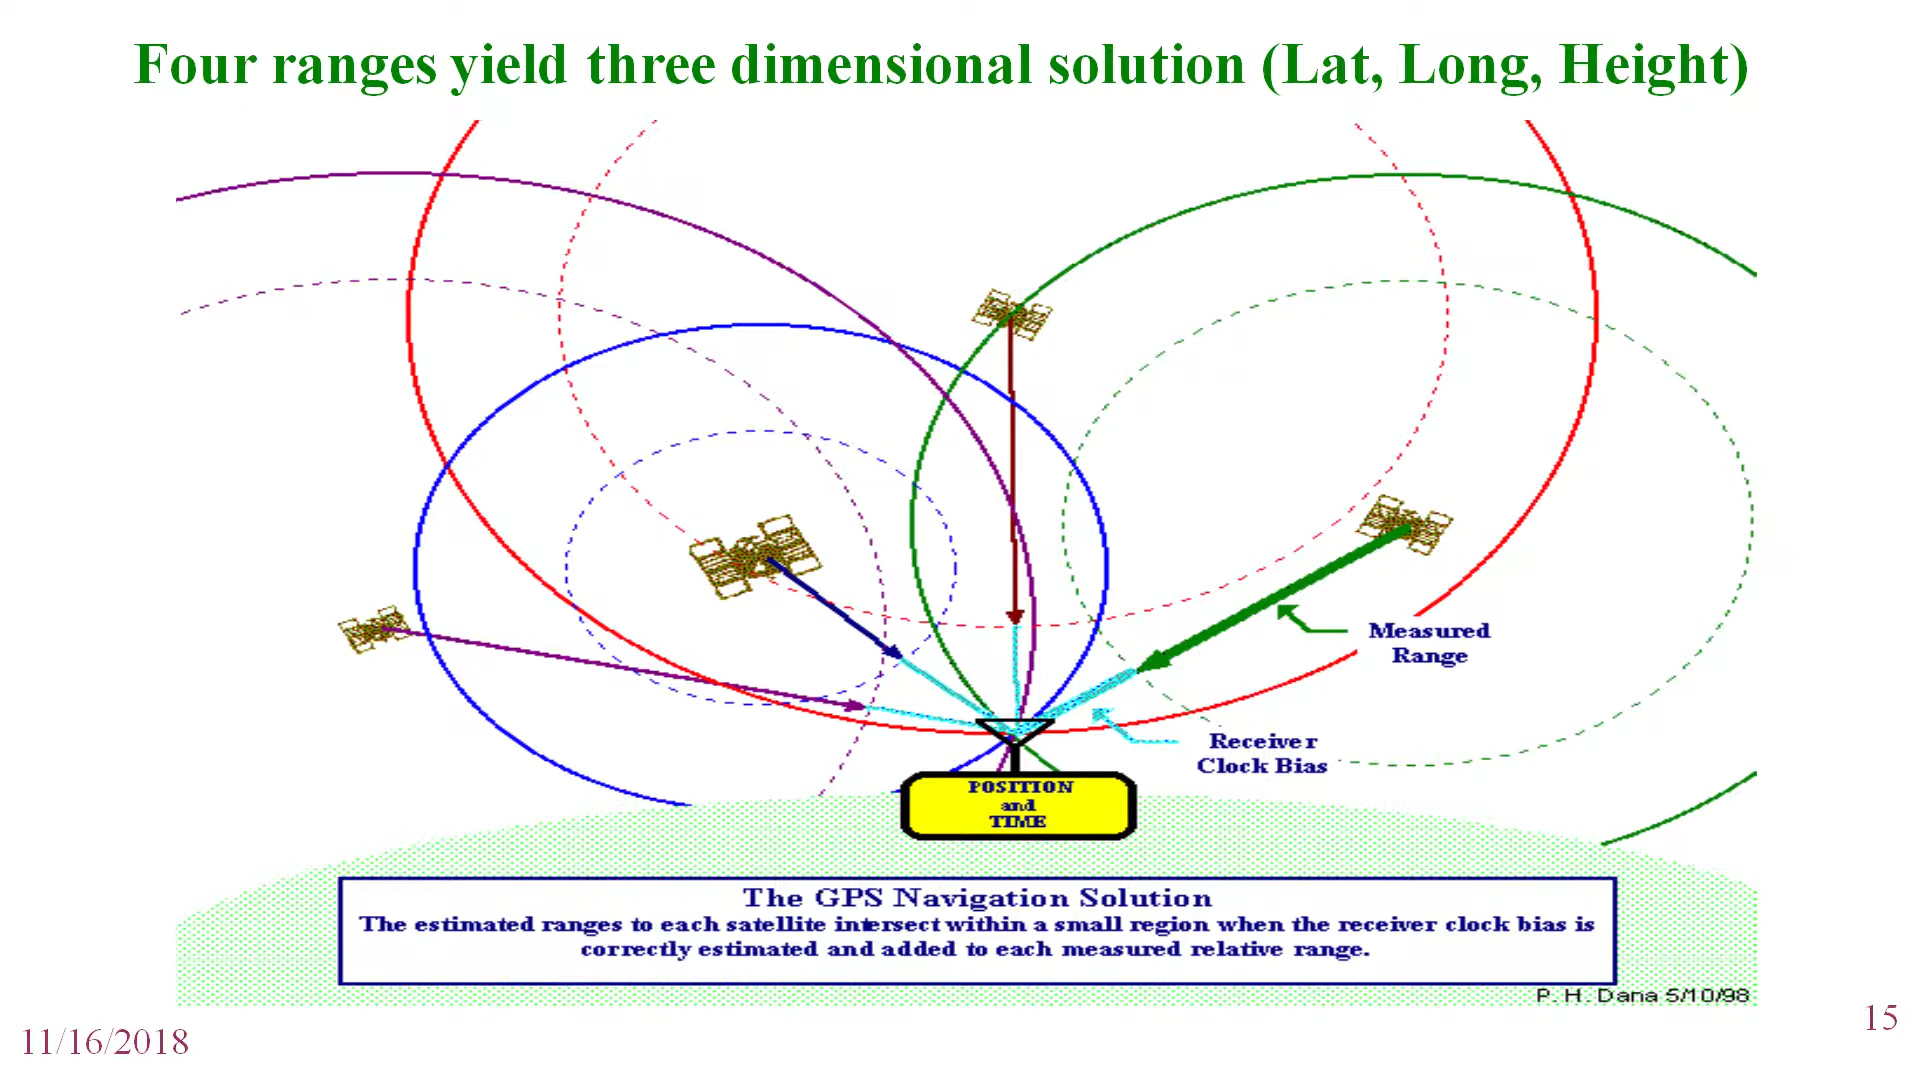 Four ranges yield three dimensional solution (Lat, Long, Height)
Measured
Range
Receiver
Clock Bias
POSITION
and
TIME
The GPS Navigation Solution
The estimated ranges to each satellite intersect within a small region when the receiver clock bias is
correctly estimated and added to each measured relative range.
P. H. Dana 5/10/98
11/16/2018
15